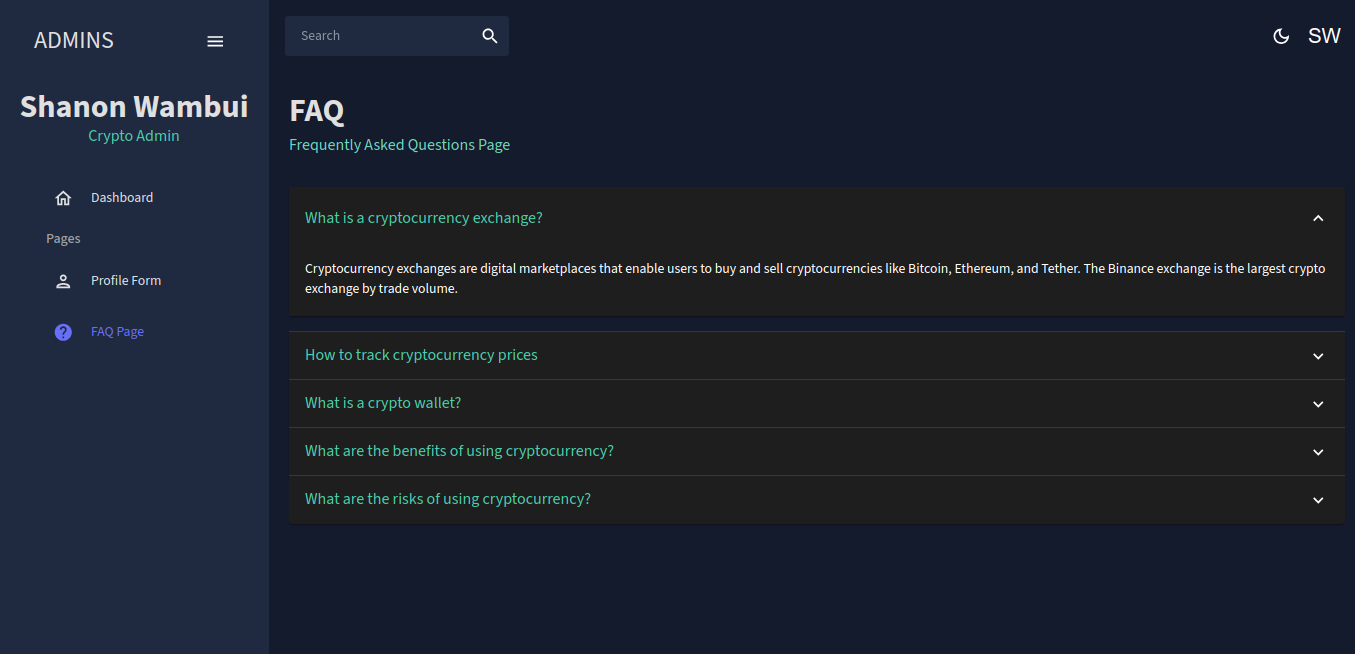 ADMINS
Shanon Wambui
Crypto Admin
Dashboard
Pages
Profile Form
FAQ Page
Search
SW
FAQ
Frequently Asked Questions Page
What is a cryptocurrency exchange?
Cryptocurrency exchanges are digital marketplaces that enable users to buy and sell cryptocurrencies like Bitcoin, Ethereum, and Tether. The Binance exchange is the largest crypto
exchange by trade volume.
How to track cryptocurrency prices
What is a crypto wallet?
What are the benefits of using cryptocurrency?
What are the risks of using cryptocurrency?